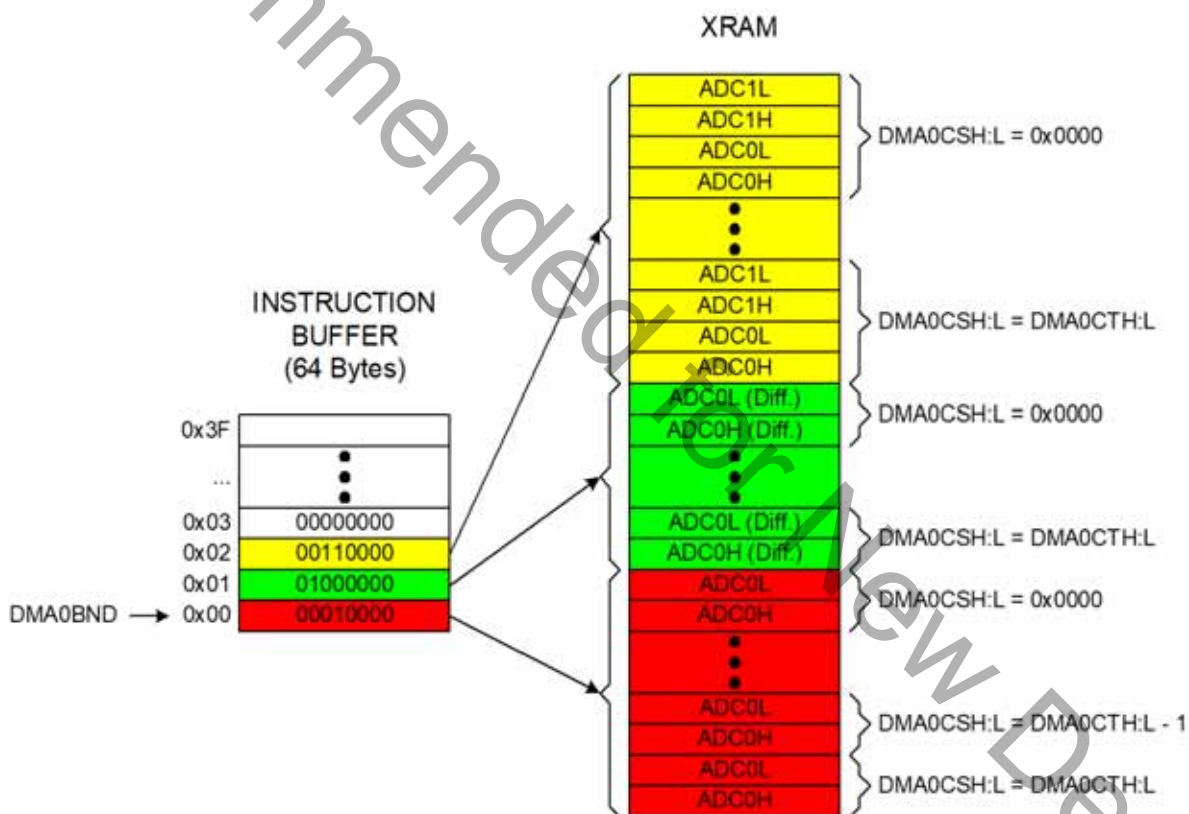 XRAM
ADC1L
ADC1H
ADC0L
ADC0H
DMA0CSH:L = 0x0000
ADC1L
ADC1H
ADC0L
ADC0H
DMA0CSH:L = DMA0CTH:L
ADC0L (Diff.)
ADC0H (Diff.)
DMA0CSH:L = 0x0000
ADC0L (Diff.)
ADC0H (Diff.)
DMA0CSH:L = DMA0CTH:L
ADC0L
ADC0H
DMA0CSH:L = 0x0000
ADC0L
ADC0H
DMA0CSH:L = DMA0CTH:L - 1
ADC0L
ADC0H
DMA0CSH:L = DMA0CTH:L
INSTRUCTION
BUFFER
(64 Bytes)
0x3F
...
0x03 00000000
0x02 00110000
0x01 01000000
DMA0BND 0x00 00010000
for New